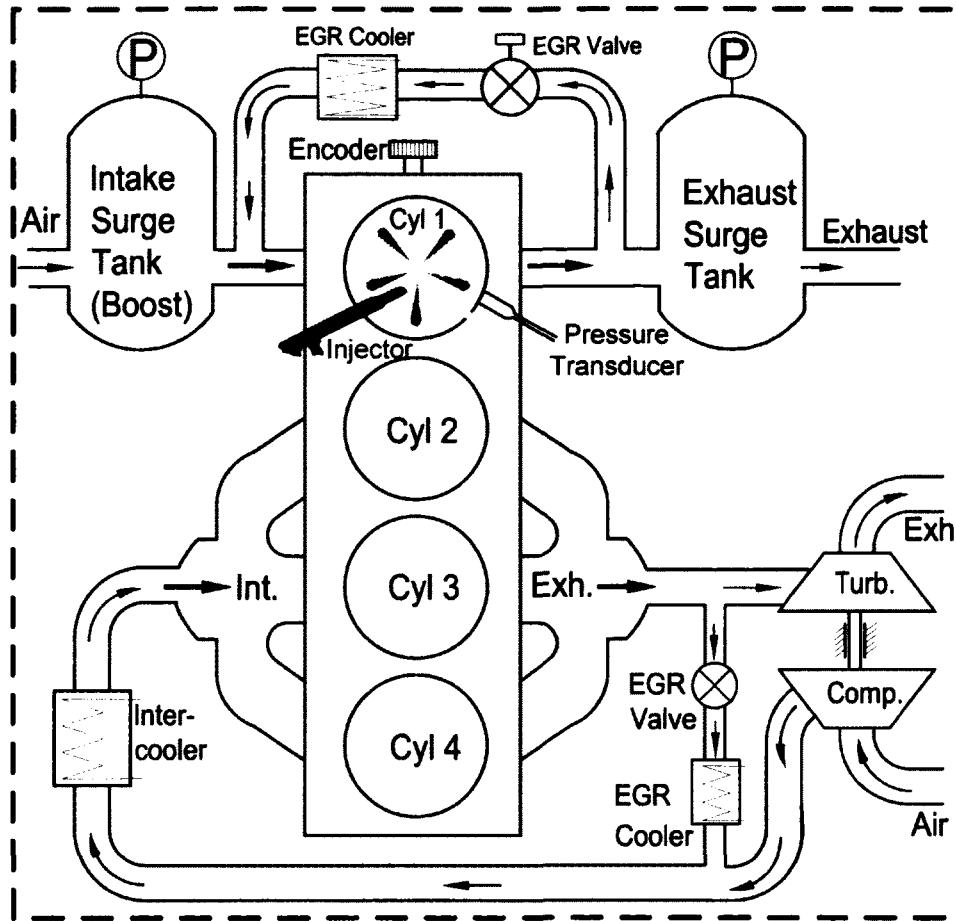 P
EGR Cooler
EGR Valve
P
Encoder
Intake
Surge
Tank
(Boost)
Air
Cyl 1
Exhaust
Surge
Tank
Exhaust
Injector
Pressure
Transducer
Cyl 2
Exh
Int.
Cyl 3
Exh.
Turb.
EGR
Valve
Comp.
Inter-
cooler
Cyl 4
EGR
Cooler
Air